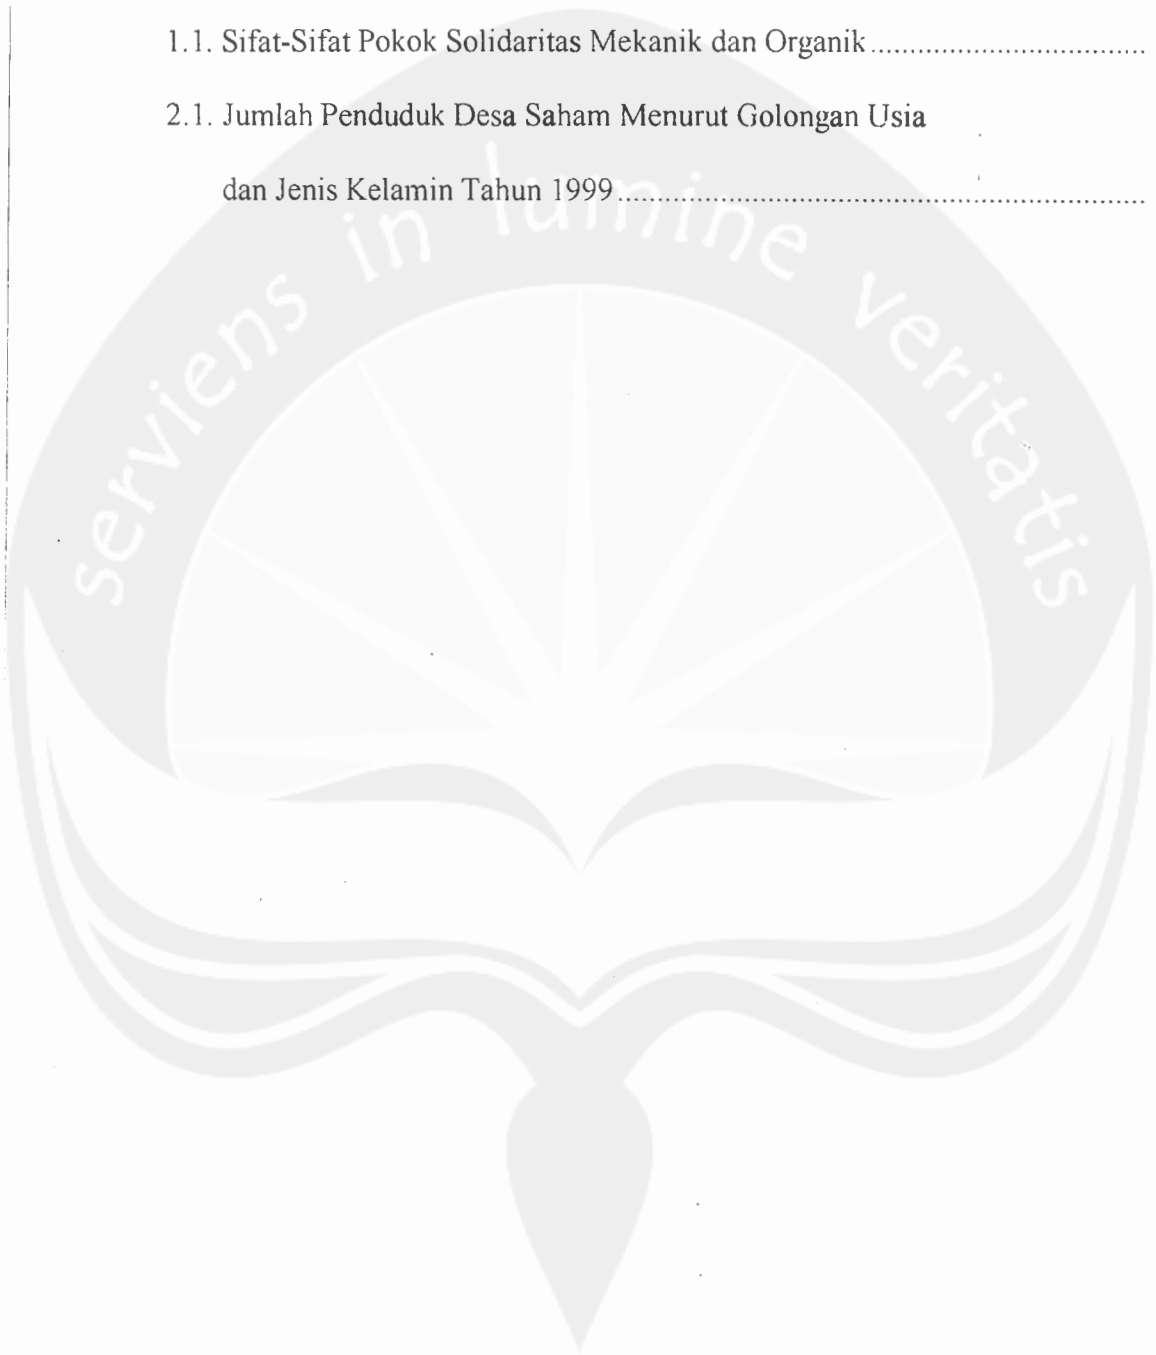 1.1. Sifat-Sifat Pokok Solidaritas Mekanik dan Organik.................................
2.1. Jumlah Penduduk Desa Saham Menurut Golongan Usia
dan Jenis Kelamin Tahun 1999..................................................................
serviens in lumine veritatis